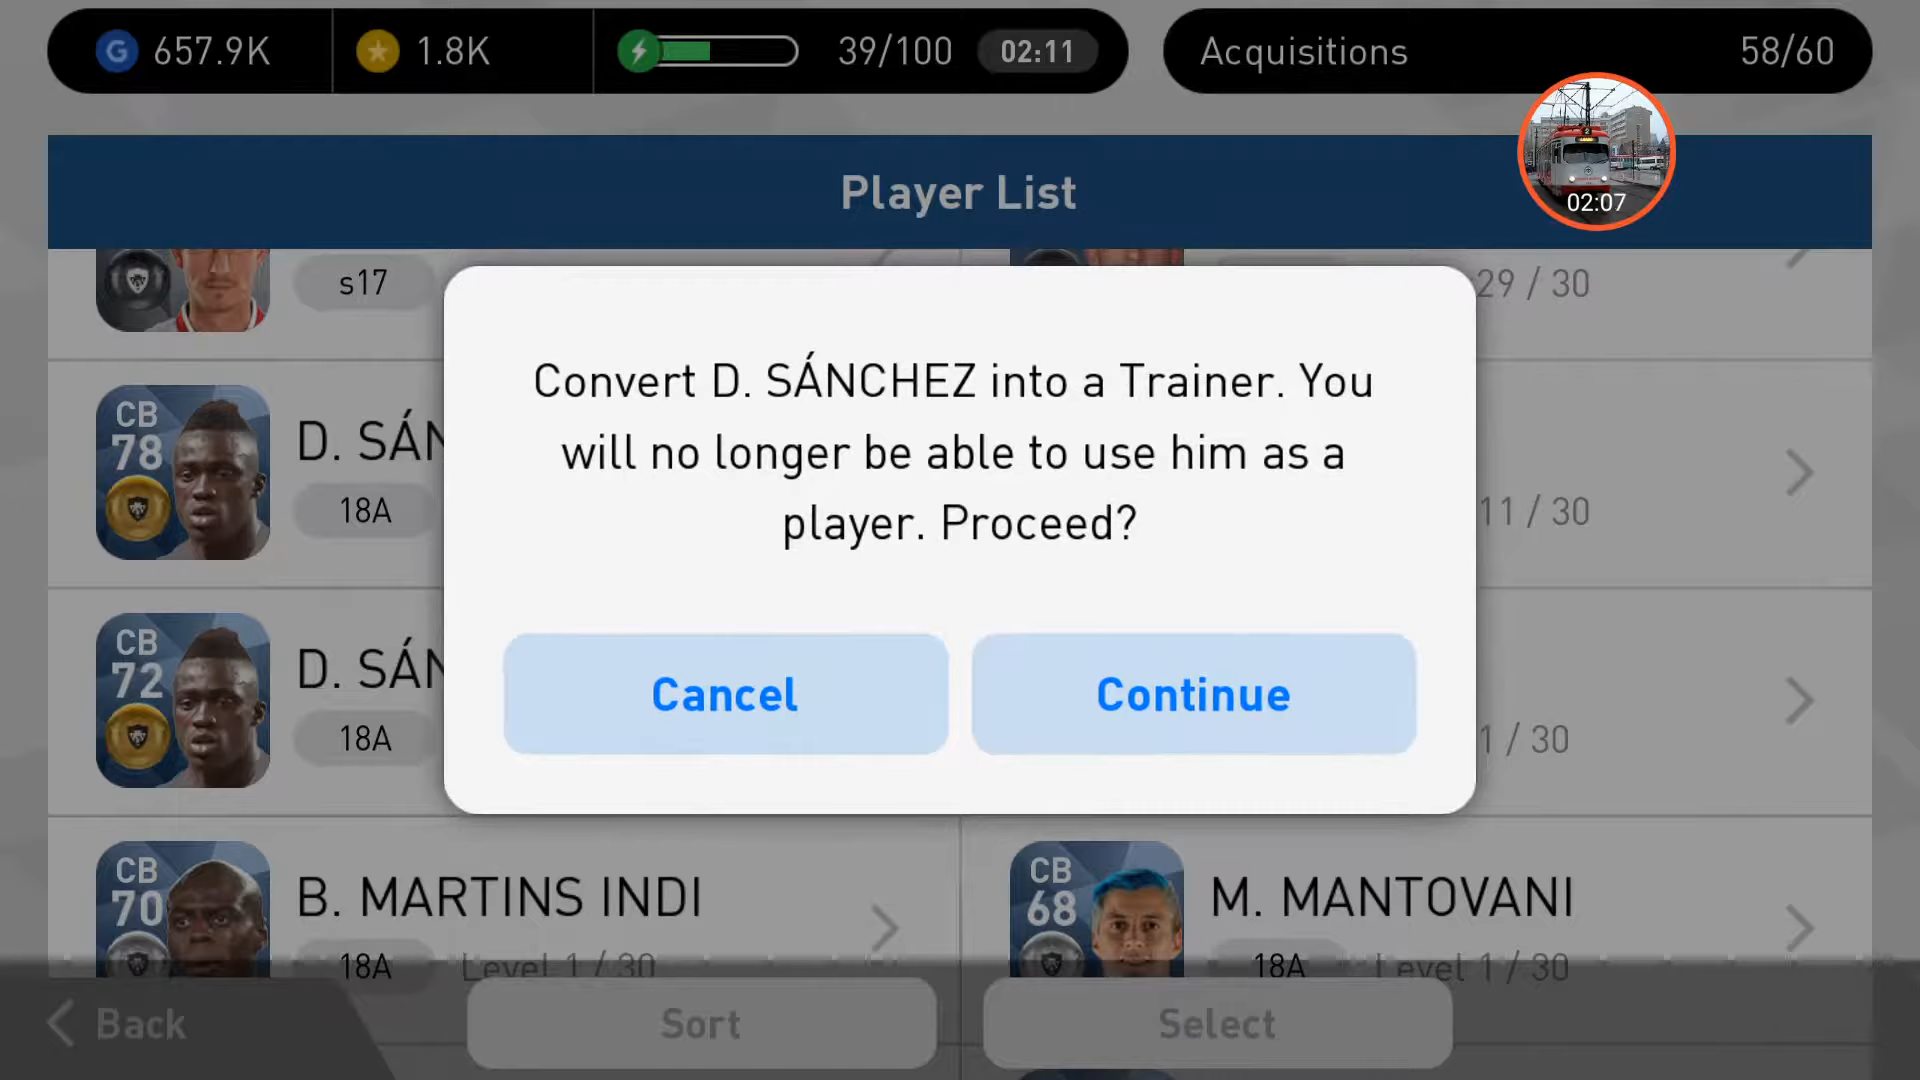 657.9K
1.8K
39/100
02:11
Acquisitions
58/60
02:07
Player List
s17
29 / 30
Convert D. SÁNCHEZ into a Trainer. You
will no longer be able to use him as a
player. Proceed?
Cancel
Continue
CB
78
D. SÁN
18A
11 / 30
CB
72
D. SÁN
18A
1 / 30
CB
70
B. MARTINS INDI
18A
Level 1 / 30
CB
68
M. MANTOVANI
18A
Level 1 / 30
Back
Sort
Select